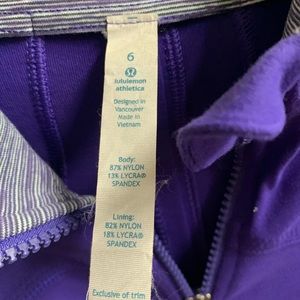 6
lululemon
athletica
Designed in
Vancouver
Made in
Vietnam
Body:
87% NYLON
13% LYCRA®
SPANDEX
Lining:
82% NYLON
18% LYCRA®
SPANDEX
Exclusive of trim